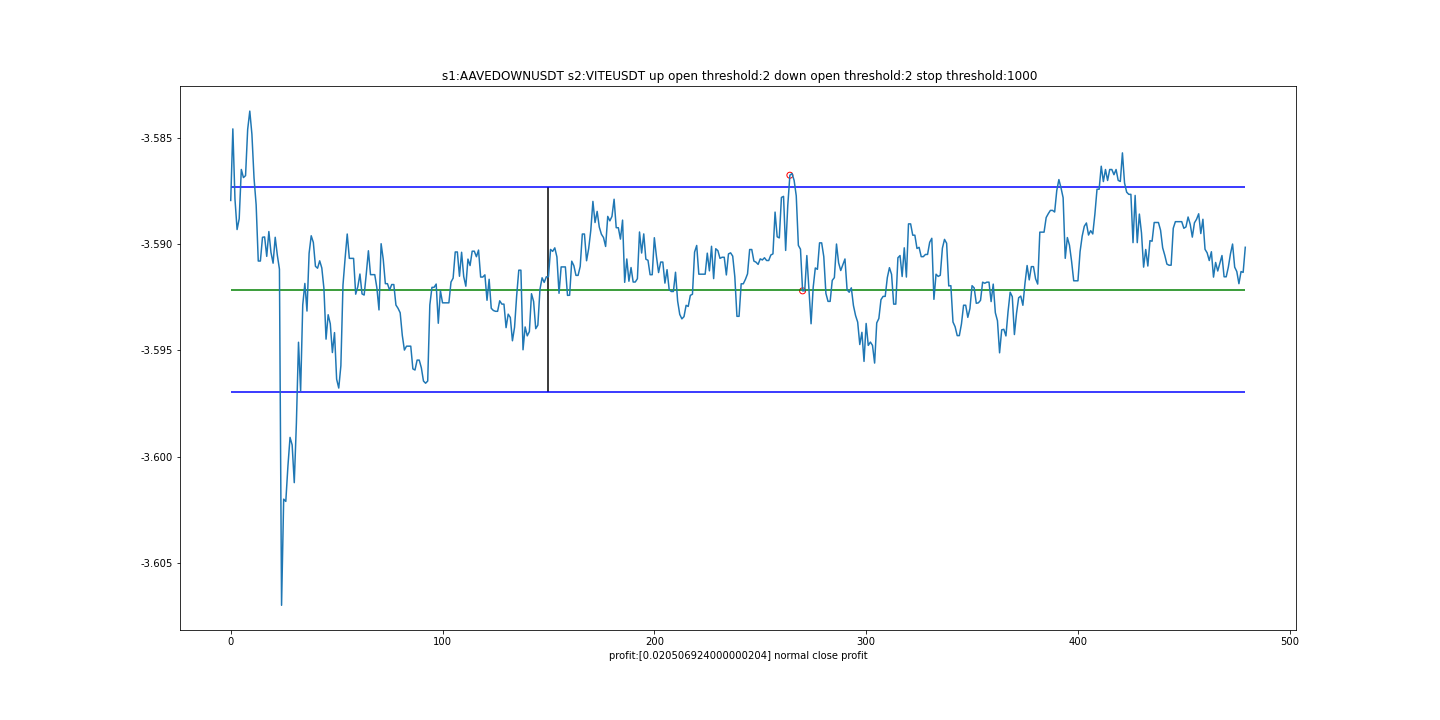 s1:AAVEDOWNUSDT s2:VITEUSDT up open threshold:2 down open threshold:2 stop threshold:1000
-3.585
-3.590
-3.595
-3.600
-3.605
0 100 200 300 400 500
profit:[0.020506924000000204] normal close profit